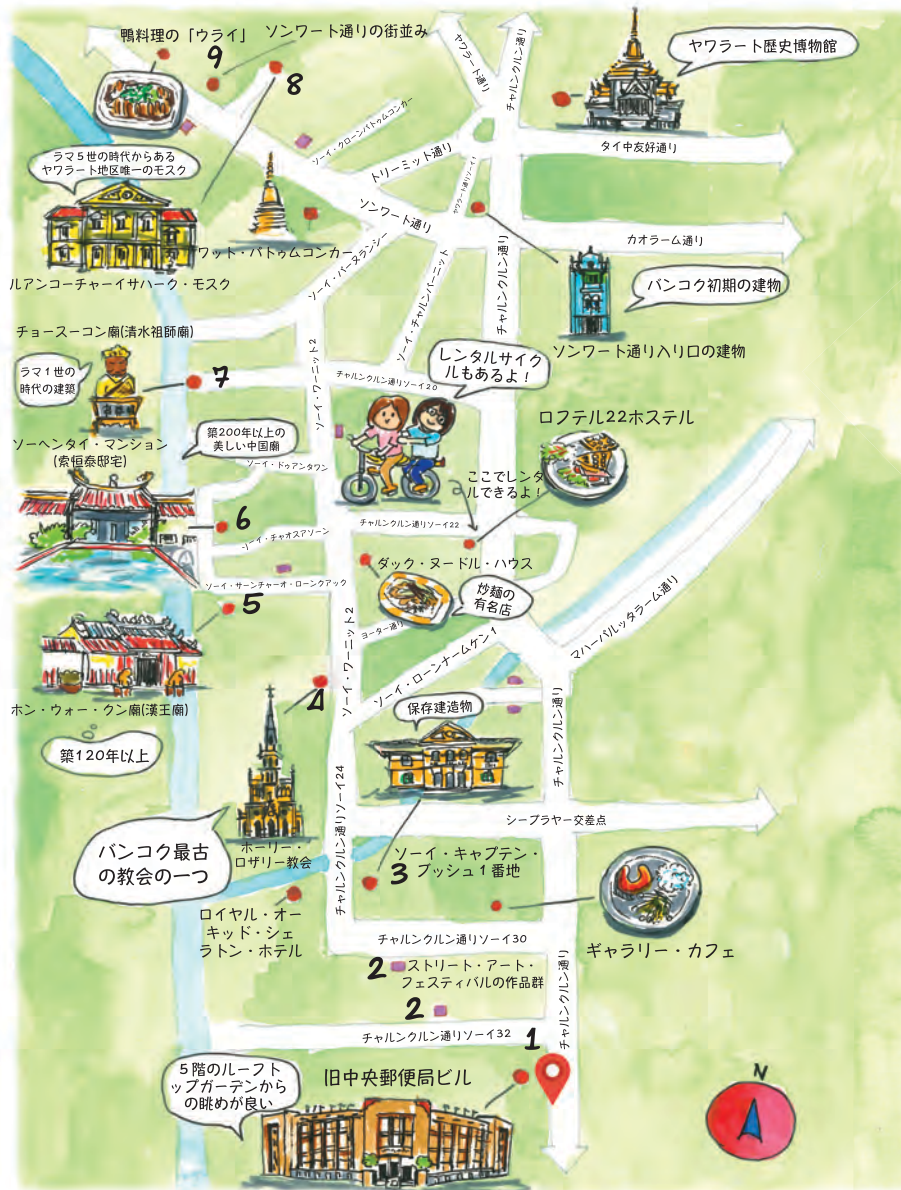 鴨料理の「ウライ」
9
ソンワート通りの街並み
8
ヤワラート通り
チャルンクルン通り
ヤワラート歴史博物館
ソーイ・クローンパトゥムコンカー
トリーミット通り
ヤワラート通りソーイ1
タイ中友好通り
ラマ5世の時代からある
ヤワラート地区唯一のモスク
ソンワート通り
カオラーム通り
ワット・パトゥムコンカー
ルアンコーチャーイサハーク・モスク
ソーイ・パーヌランシー
ソーイ・チャルンパーニット
チャルンクルン通り
バンコク初期の建物
ソンワート通り入り口の建物
チョースーコン廟(清水祖師廟)
ラマ1世の
時代の建築
7
ソーイ・ワーニット2
チャルンクルン通りソーイ20
レンタルサイク
ルもあるよ!
ロフテル22ホステル
ソーヘンタイ・マンション
(索恒泰邸宅)
築200年以上の
美しい中国廟
ソーイ・ドゥアンタワン
ここでレンタ
ルできるよ!
6
ソーイ・チャオスアソーン
チャルンクルン通りソーイ22
ダック・ヌードル・ハウス
炒麺の
有名店
ソーイ・サーンチャーオ・ローンクアック
5
ソーイ・ワーニット2
ヨーター通り
ソーイ・ローンナームケン1
マハーパルッタラーム通り
ホン・ウォー・クン廟(漢王廟)
築120年以上
4
保存建造物
チャルンクルン通り
チャルンクルン通りソーイ24
シープラヤー交差点
バンコク最古
の教会の一つ
ホーリー・
ロザリー教会
3
ソーイ・キャプテン・
ブッシュ1番地
ロイヤル・オー
キッド・シェ
ラトン・ホテル
ギャラリー・カフェ
チャルンクルン通りソーイ30
チャルンクルン通り
2
ストリート・アート・
フェスティバルの作品群
2
チャルンクルン通りソーイ32
1
5階のルーフト
ップガーデンから
の眺めが良い
旧中央郵便局ビル
N